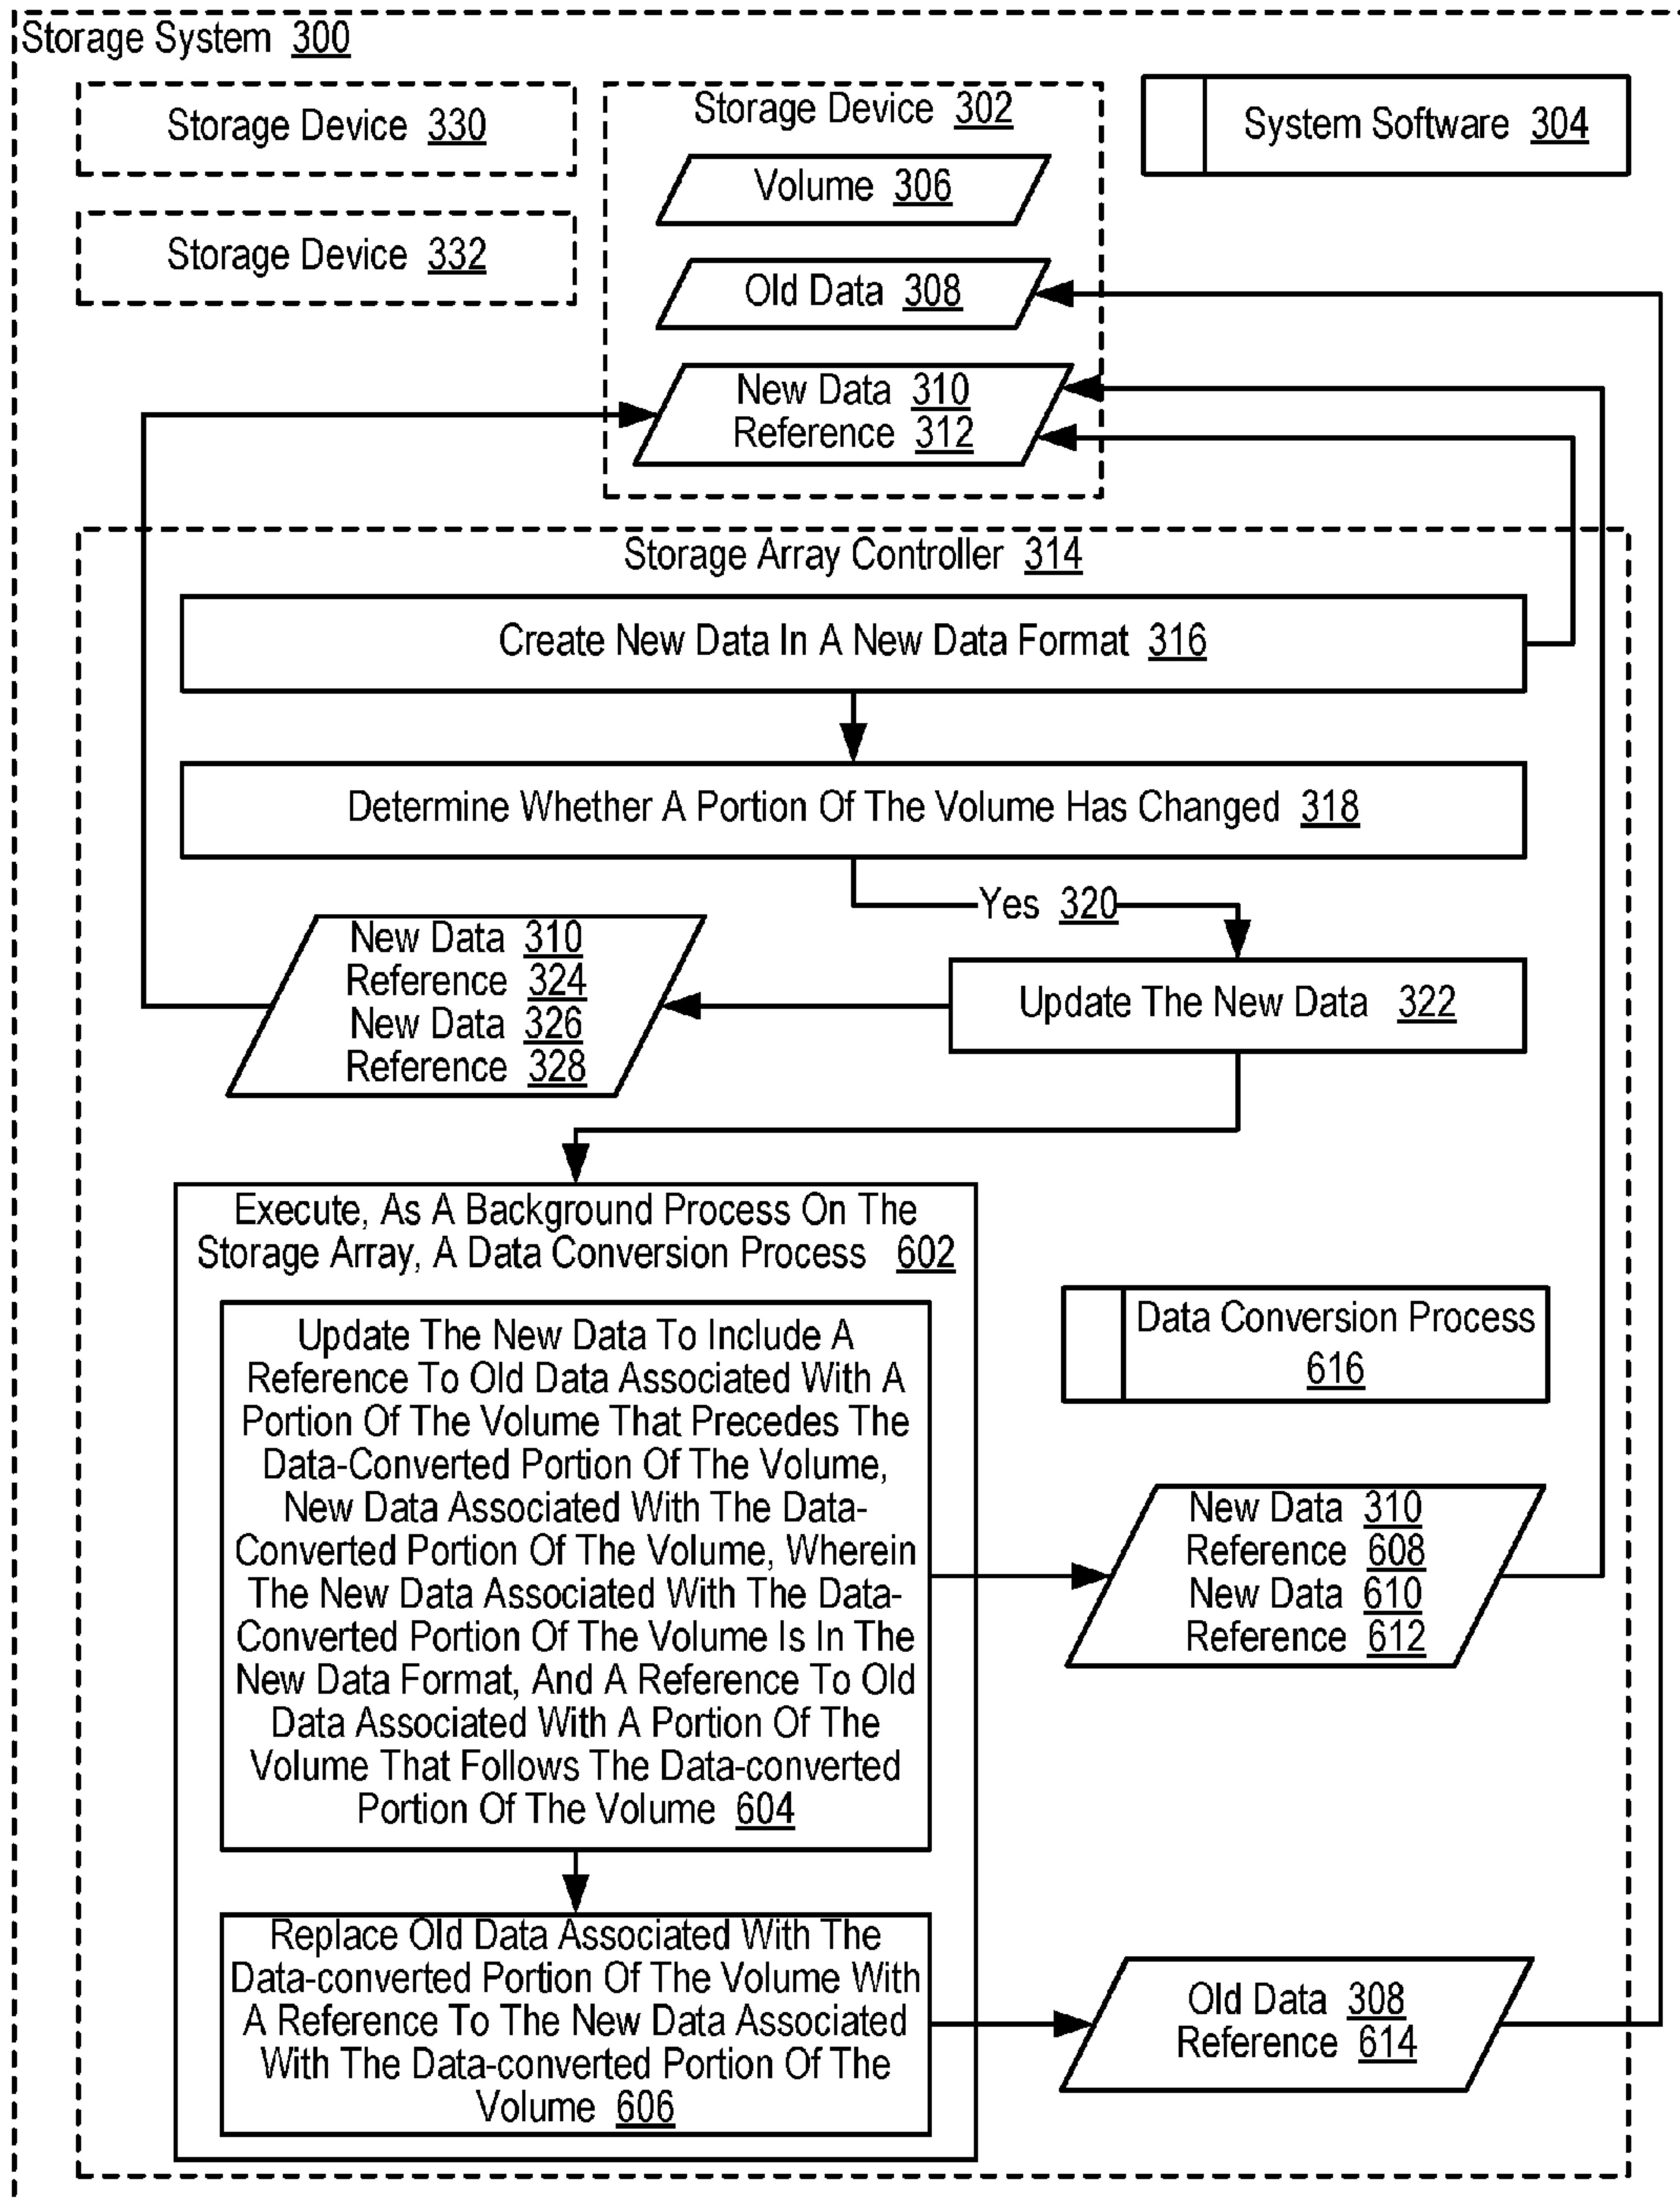 Storage System 300
Storage Device 330
Storage Device 332
Storage Device 302
Volume 306
Old Data 308
New Data 310
Reference 312
System Software 304
Storage Array Controller 314
Create New Data In A New Data Format 316
Determine Whether A Portion Of The Volume Has Changed 318
Yes 320
Update The New Data 322
New Data 310
Reference 324
New Data 326
Reference 328
Execute, As A Background Process On The
Storage Array, A Data Conversion Process 602
Update The New Data To Include A
Reference To Old Data Associated With A
Portion Of The Volume That Precedes The
Data-Converted Portion Of The Volume,
New Data Associated With The Data-
Converted Portion Of The Volume, Wherein
The New Data Associated With The Data-
Converted Portion Of The Volume Is In The
New Data Format, And A Reference To Old
Data Associated With A Portion Of The
Volume That Follows The Data-converted
Portion Of The Volume 604
Data Conversion Process
616
New Data 310
Reference 608
New Data 610
Reference 612
Replace Old Data Associated With The
Data-converted Portion Of The Volume With
A Reference To The New Data Associated
With The Data-converted Portion Of The
Volume 606
Old Data 308
Reference 614